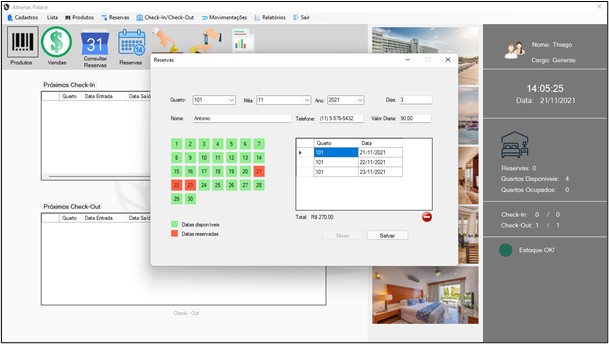 Athenas Palace
Cadastros Lista Produtos Reservas Check-In/Check-Out Movimentações Relatórios Sair
Produtos Vendas Consultar Reservas Reservas
31
Nome: Thiago
Cargo: Gerente
14:05:25
Data: 21/11/2021
Reservas: 0
Quartos Disponiveis: 4
Quartos Ocupados: 0
Check-In: 0 / 0
Check-Out: 1 / 1
Estoque OK!
Próximos Check-In
Quarto Data Entrada Data Saíd
Próximos Check-Out
Quarto Data Entrada Data Saíd
Check - Out
Reservas
Quarto: 101 Mês: 11 Ano: 2021 Dias: 3
Nome: Antonio Telefone: (11) 9 876-5432 Valor Diaria: 90,00
1 2 3 4 5 6 7
8 9 10 11 12 13 14
15 16 17 18 19 20 21
22 23 24 25 26 27 28
29 30
Datas disponíveis
Datas reservadas
Quarto Data
101 21/11/2021
101 22/11/2021
101 23/11/2021
Total: R$ 270,00
Novo Salvar